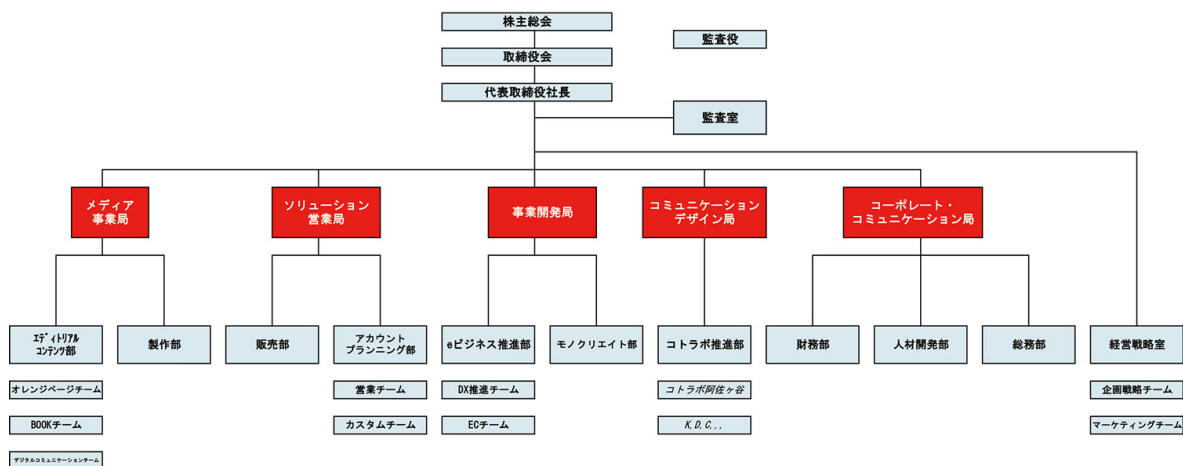 株主総会
監査役
取締役会
代表取締役社長
監査室
メディア
事業局
ソリューション
営業局
事業開発局
コミュニケーション
デザイン局
コーポレート・
コミュニケーション局
ｴﾃﾞｨﾄﾘｱﾙ
ｺﾝﾃﾝﾂ部
製作部
販売部
アカウント
プランニング部
eビジネス推進部
モノクリエイト部
コトラボ推進部
財務部
人材開発部
総務部
経営戦略室
オレンジページチーム
営業チーム
DX推進チーム
コトラボ阿佐ヶ谷
企画戦略チーム
BOOKチーム
カスタムチーム
ECチーム
K,D,C,,,
マーケティングチーム
デジタルコミュニケーションチーム